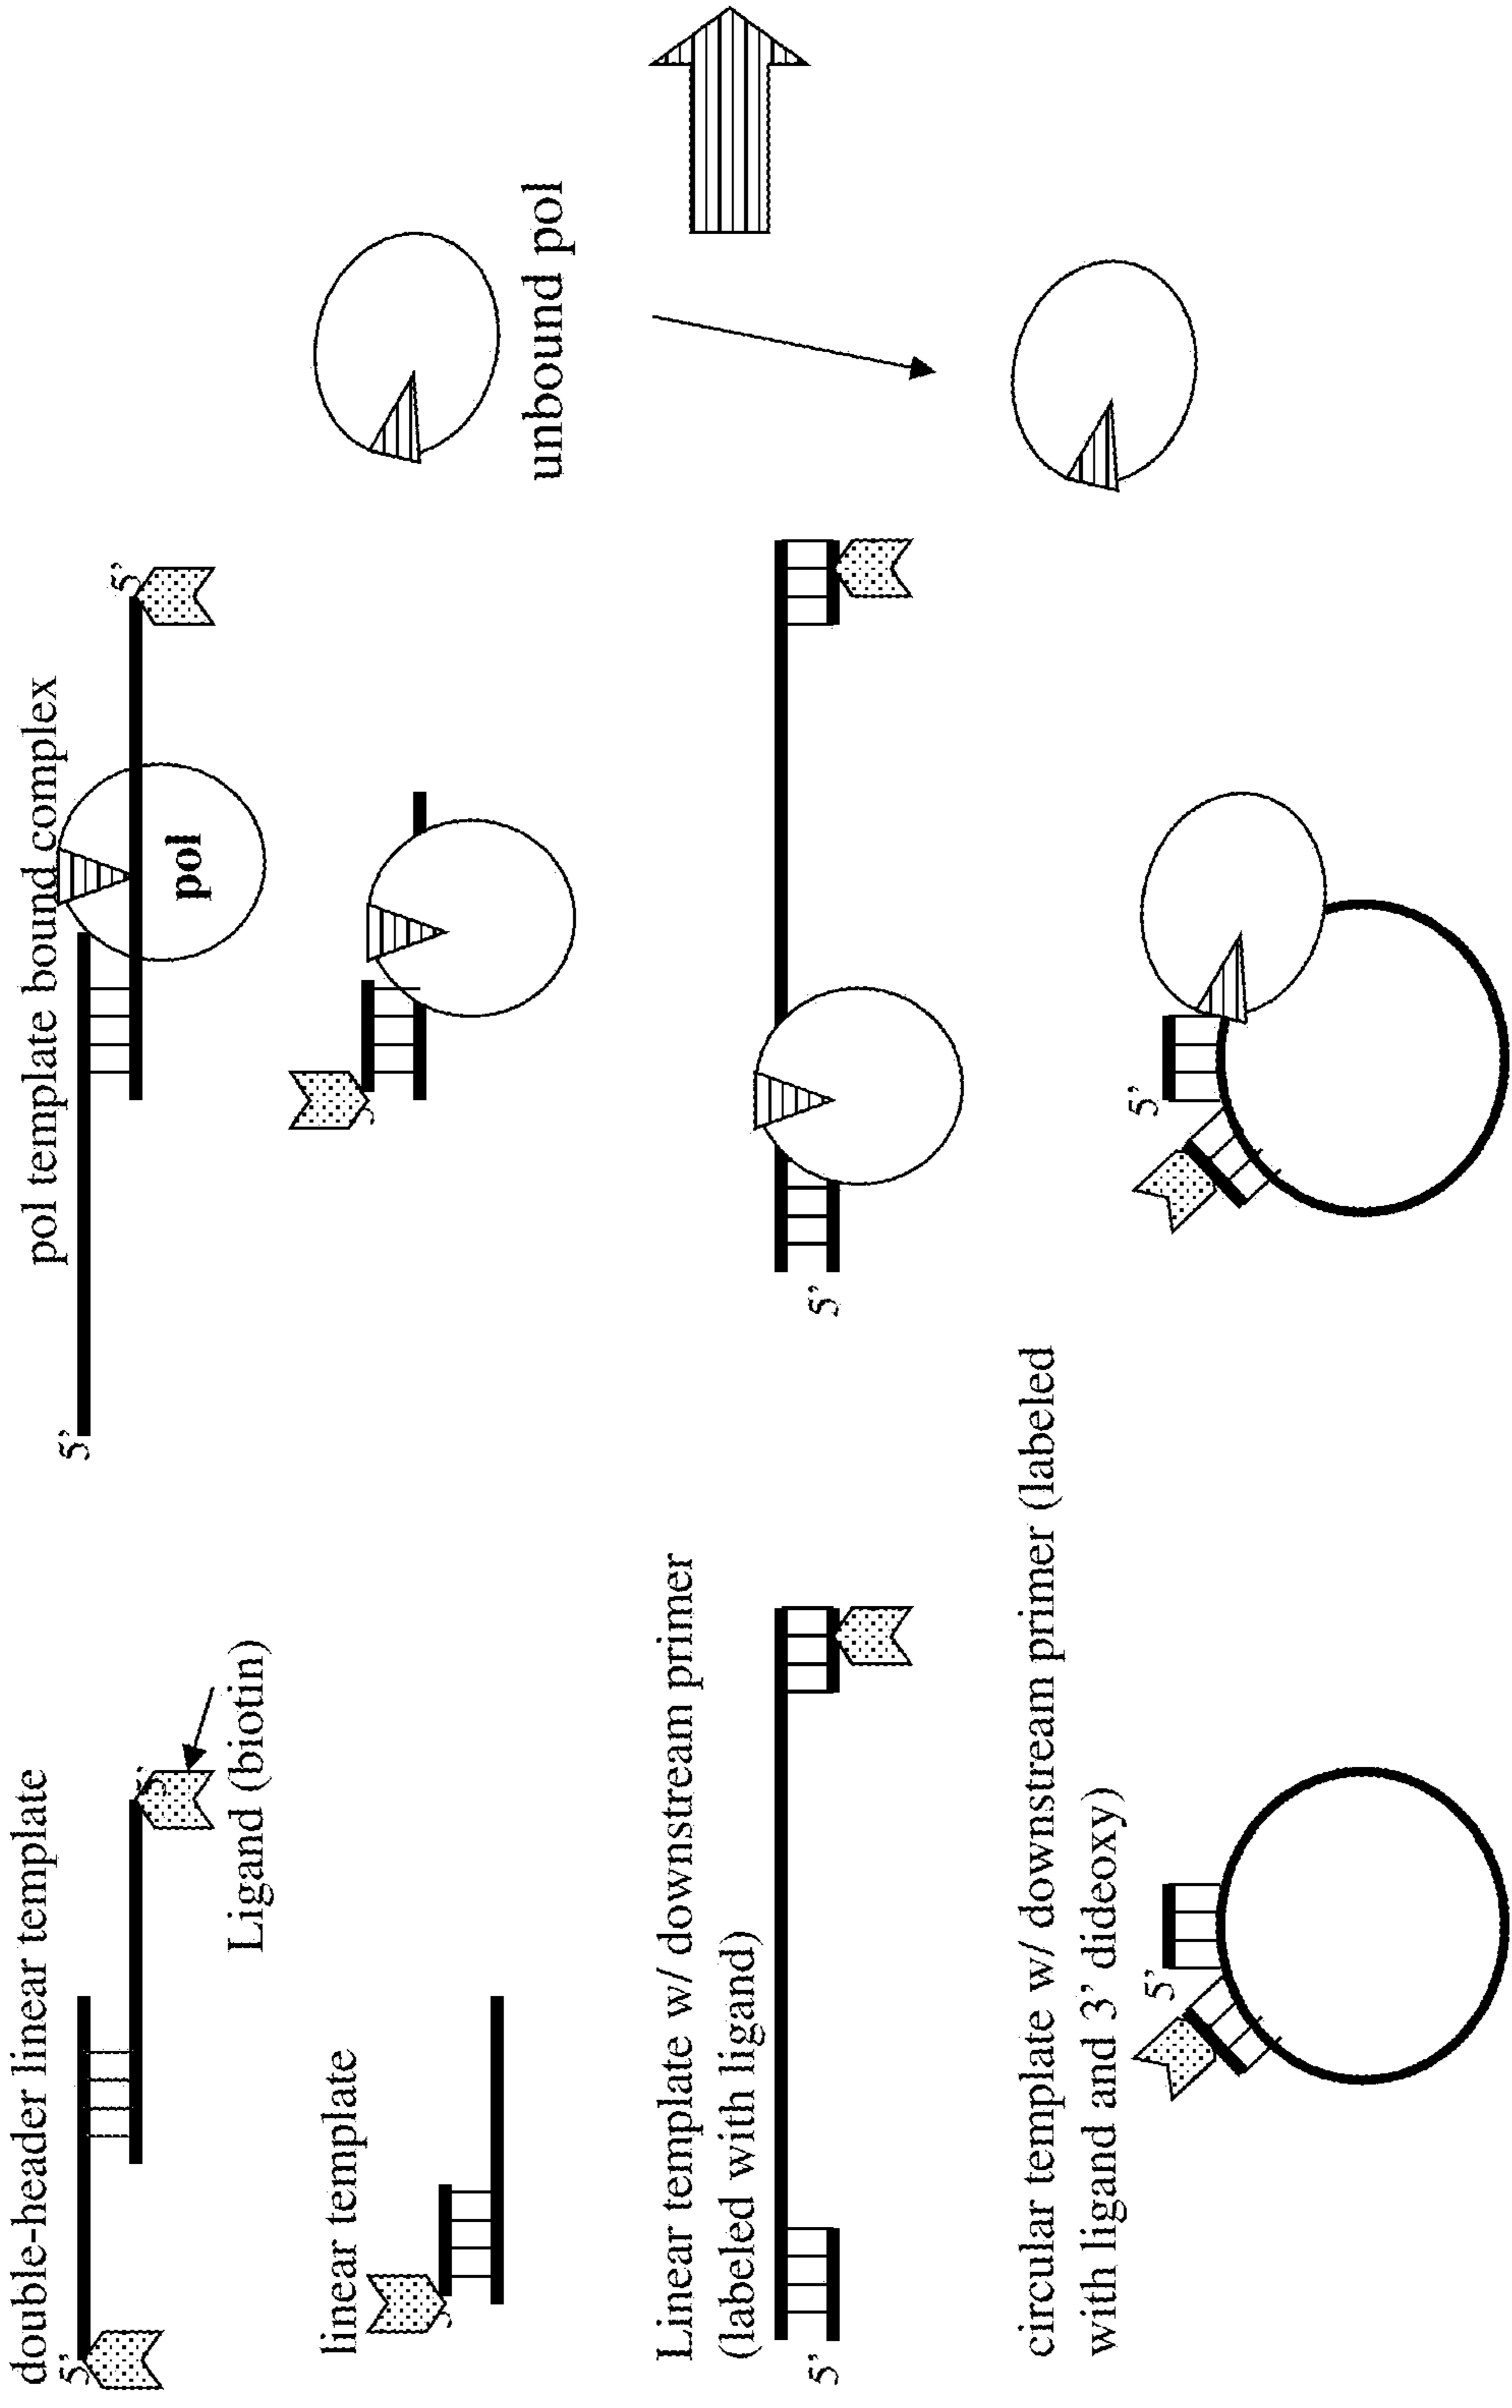 double-header linear template
5'
5'
Ligand (biotin)
pol template bound complex
5'
5'
pol
unbound pol
linear template
Linear template w/ downstream primer
(labeled with ligand)
5'
5'
circular template w/ downstream primer (labeled
with ligand and 3' dideoxy)
5'
5'